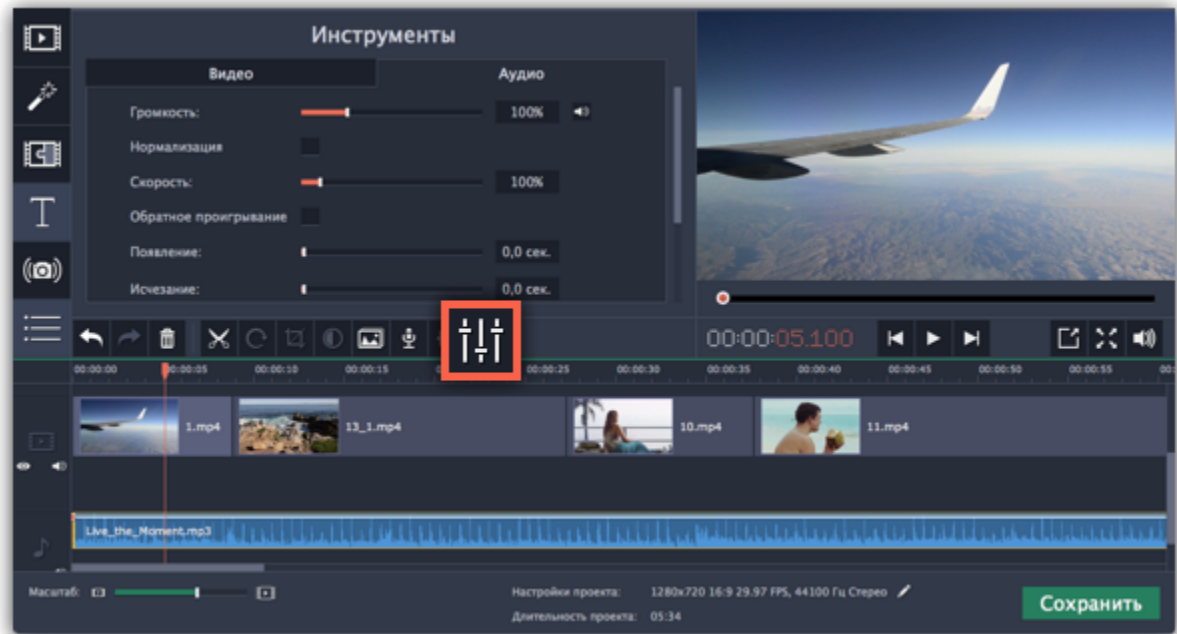 Инструменты
Видео
Аудио
Громкость:
100%
Нормализация
Скорость:
100%
Обратное проигрывание
Появление:
0,0 сек.
Исчезание:
0,0 сек.
T
00:00:05.100
00:00:00 00:00:05 00:00:10 00:00:15 00:00:25 00:00:30 00:00:35 00:00:40 00:00:45 00:00:50 00:00:55
1.mp4
13_1.mp4
10.mp4
11.mp4
Live_the_Moment.mp3
Масштаб:
Настройки проекта: 1280x720 16:9 29.97 FPS, 44100 Гц Стерео
Длительность проекта: 05:34
Сохранить